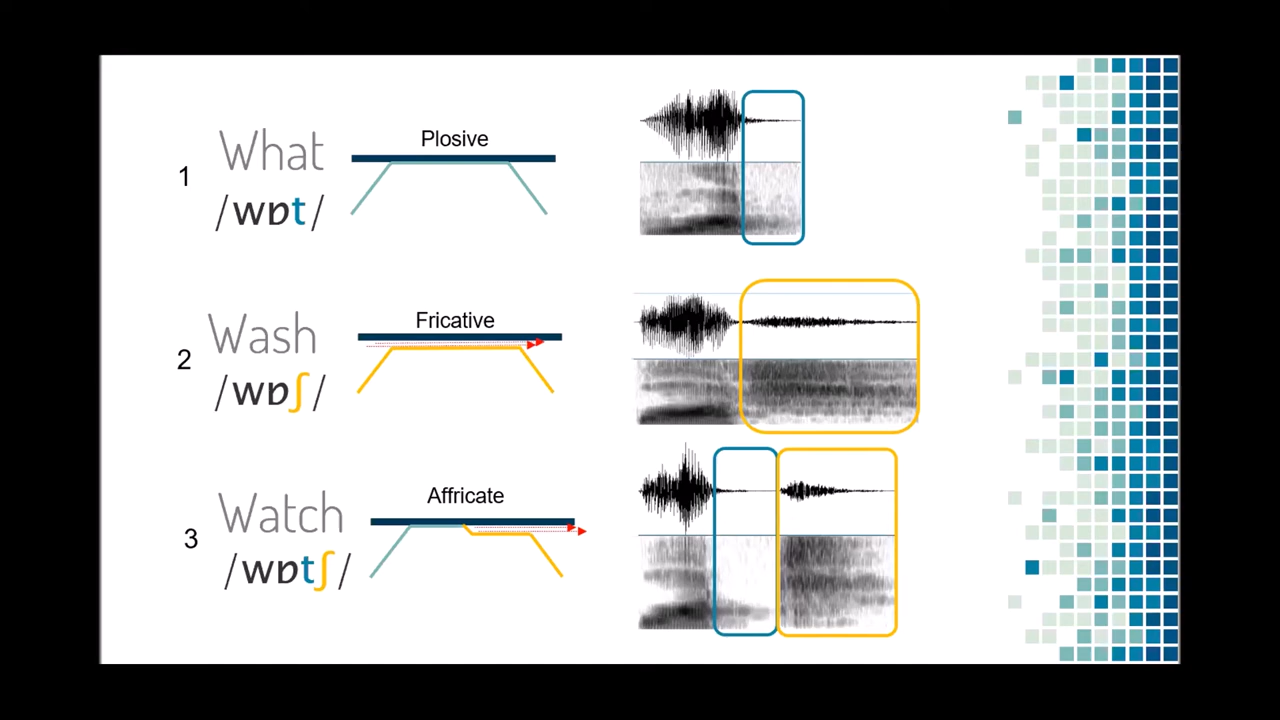 1
What
/wɒt/
Plosive
2
Wash
/wɒʃ/
Fricative
3
Watch
/wɒtʃ/
Affricate